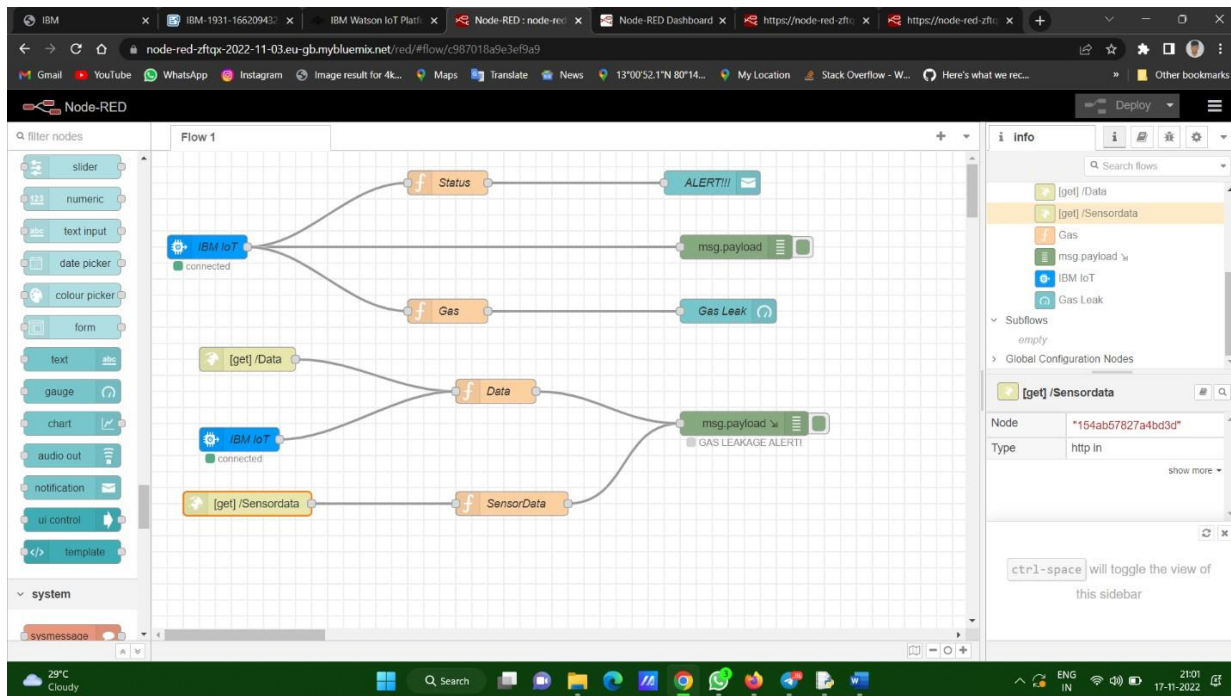 IBM
IBM-1931-166209432
IBM Watson IoT Platf
Node-RED : node-red
Node-RED Dashboard
https://node-red-zftq
https://node-red-zftq
node-red-zftqx-2022-11-03.eu-gb.mybluemix.net/red/#flow/c987018a9e3ef9a9
Gmail YouTube WhatsApp Instagram Image result for 4k... Maps Translate News 13°00'52.1"N 80°14... My Location Stack Overflow - W... Here's what we rec... » Other bookmarks
Node-RED
Deploy
filter nodes
slider
123 numeric
abc text input
date picker
colour picker
form
text abc
gauge
chart
audio out
notification
ui control
</> template
system
sysmessage
Flow 1
f Status
ALERT!!!
IBM IoT
connected
msg.payload
f Gas
Gas Leak
[get] /Data
f Data
IBM IoT
connected
msg.payload
GAS LEAKAGE ALERT!
[get] /Sensordata
f SensorData
i info
i
Search flows
[get] /Data
[get] /Sensordata
f Gas
msg.payload
IBM IoT
Gas Leak
Subflows
empty
Global Configuration Nodes
[get] /Sensordata
Node "154ab57827a4bd3d"
Type http in
show more
ctrl-space will toggle the view of
this sidebar
29°C
Cloudy
Search
ENG
IN
21:01
17-11-2022